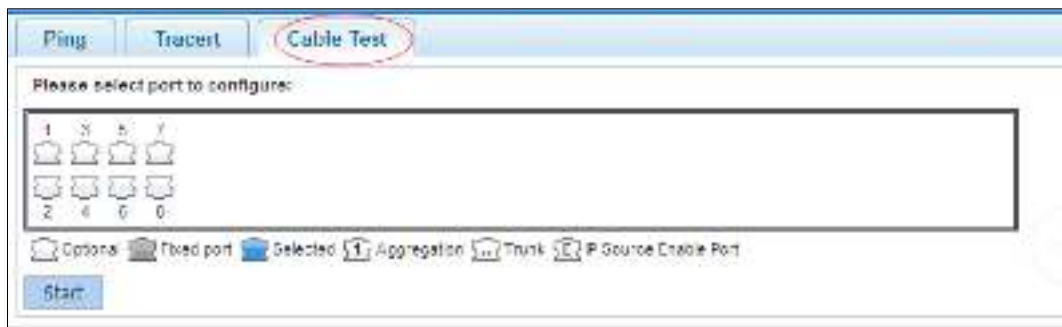 Ping Tracert Cable Test
Please select port to configure:
1 3 5 7
2 4 6 8
Optional Fixed port Selected 1 Aggregation .. Trunk IP Source Enable Port
Start